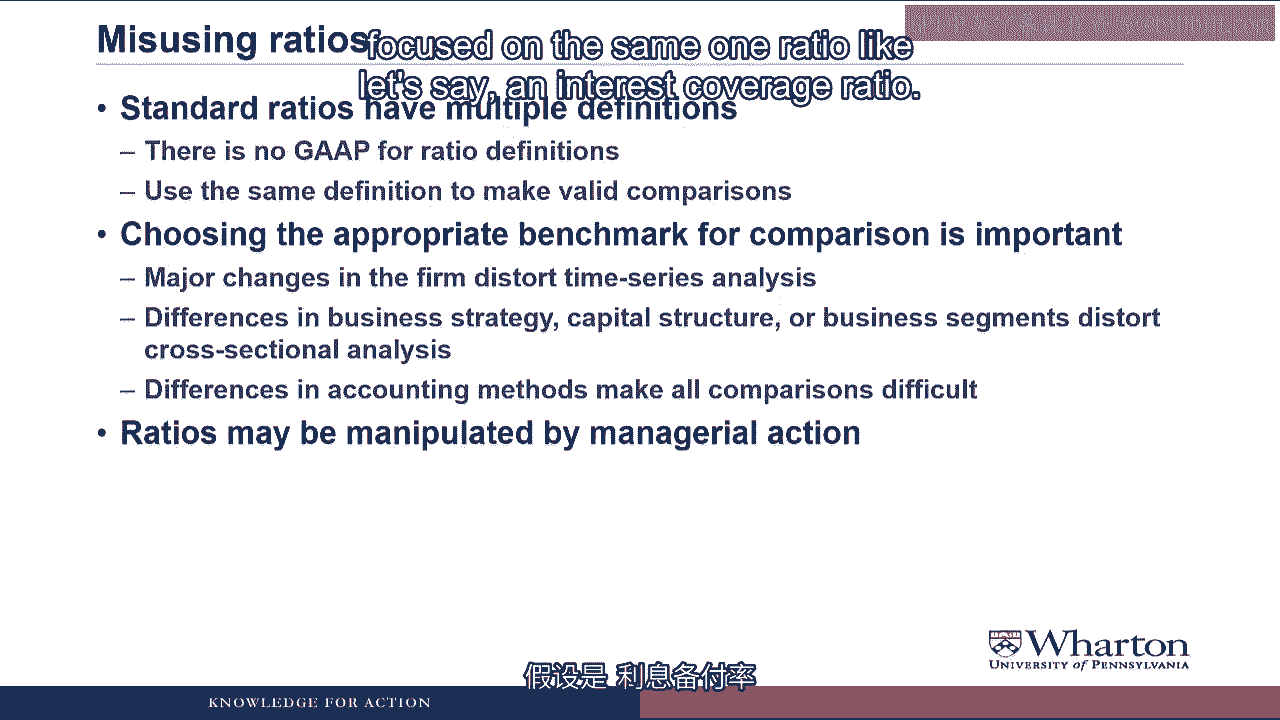 Misusing ratios
focused on the same one ratio like
let's say, an interest coverage ratio.
• Standard ratios have multiple definitions
– There is no GAAP for ratio definitions
– Use the same definition to make valid comparisons
• Choosing the appropriate benchmark for comparison is important
– Major changes in the firm distort time-series analysis
– Differences in business strategy, capital structure, or business segments distort
cross-sectional analysis
– Differences in accounting methods make all comparisons difficult
• Ratios may be manipulated by managerial action
Wharton
UNIVERSITY of PENNSYLVANIA
假设是 利息备付率
KNOWLEDGE FOR ACTION